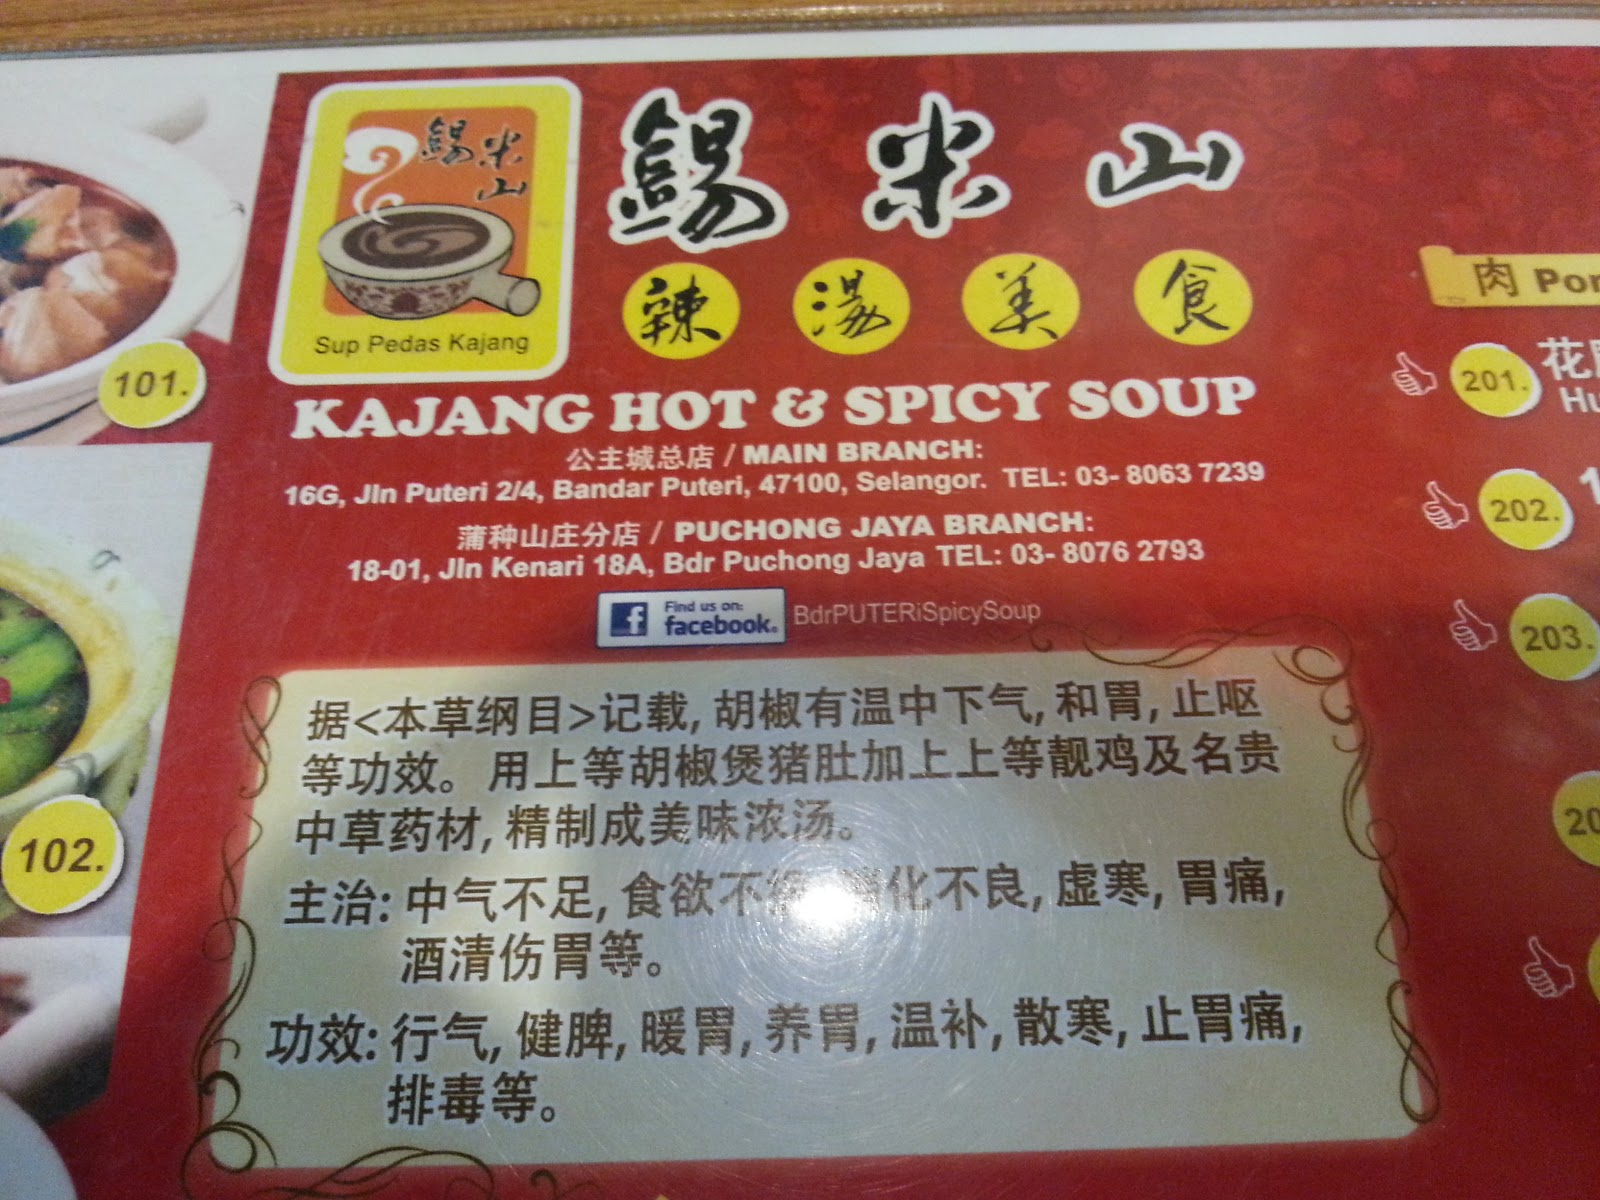 錫米山
Sup Pedas Kajang
錫米山
辣湯美食
KAJANG HOT & SPICY SOUP
公主城总店 / MAIN BRANCH:
16G, Jln Puteri 2/4, Bandar Puteri, 47100, Selangor. TEL: 03- 8063 7239
蒲种山庄分店 / PUCHONG JAYA BRANCH:
18-01, Jln Kenari 18A, Bdr Puchong Jaya TEL: 03- 8076 2793
f Find us on: facebook. BdrPUTERiSpicySoup
据<本草纲目>记载, 胡椒有温中下气, 和胃, 止呕
等功效。用上等胡椒煲猪肚加上上等靓鸡及名贵
中草药材, 精制成美味浓汤。
主治: 中气不足, 食欲不 化不良, 虚寒, 胃痛,
酒清伤胃等。
功效: 行气, 健脾, 暖胃, 养胃, 温补, 散寒, 止胃痛,
排毒等。
101.
102.
肉
201.
202.
203.